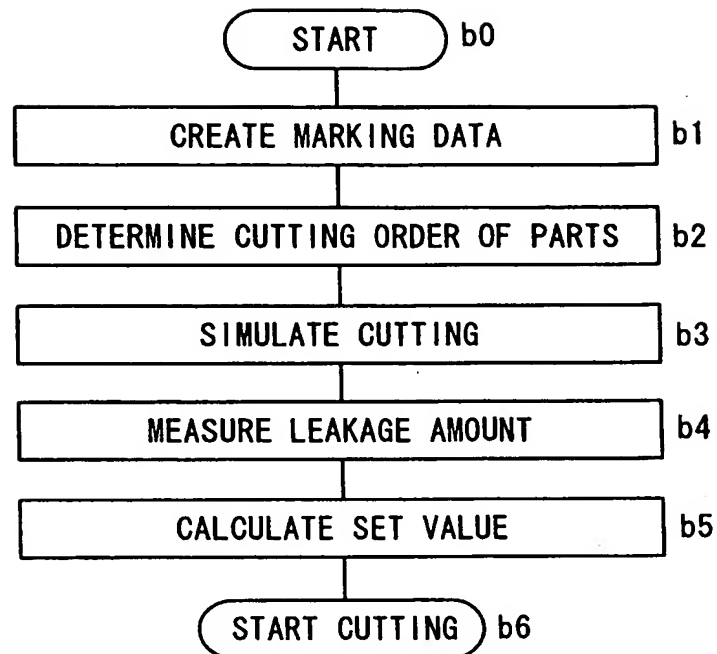 START b0
CREATE MARKING DATA b1
DETERMINE CUTTING ORDER OF PARTS b2
SIMULATE CUTTING b3
MEASURE LEAKAGE AMOUNT b4
CALCULATE SET VALUE b5
START CUTTING b6